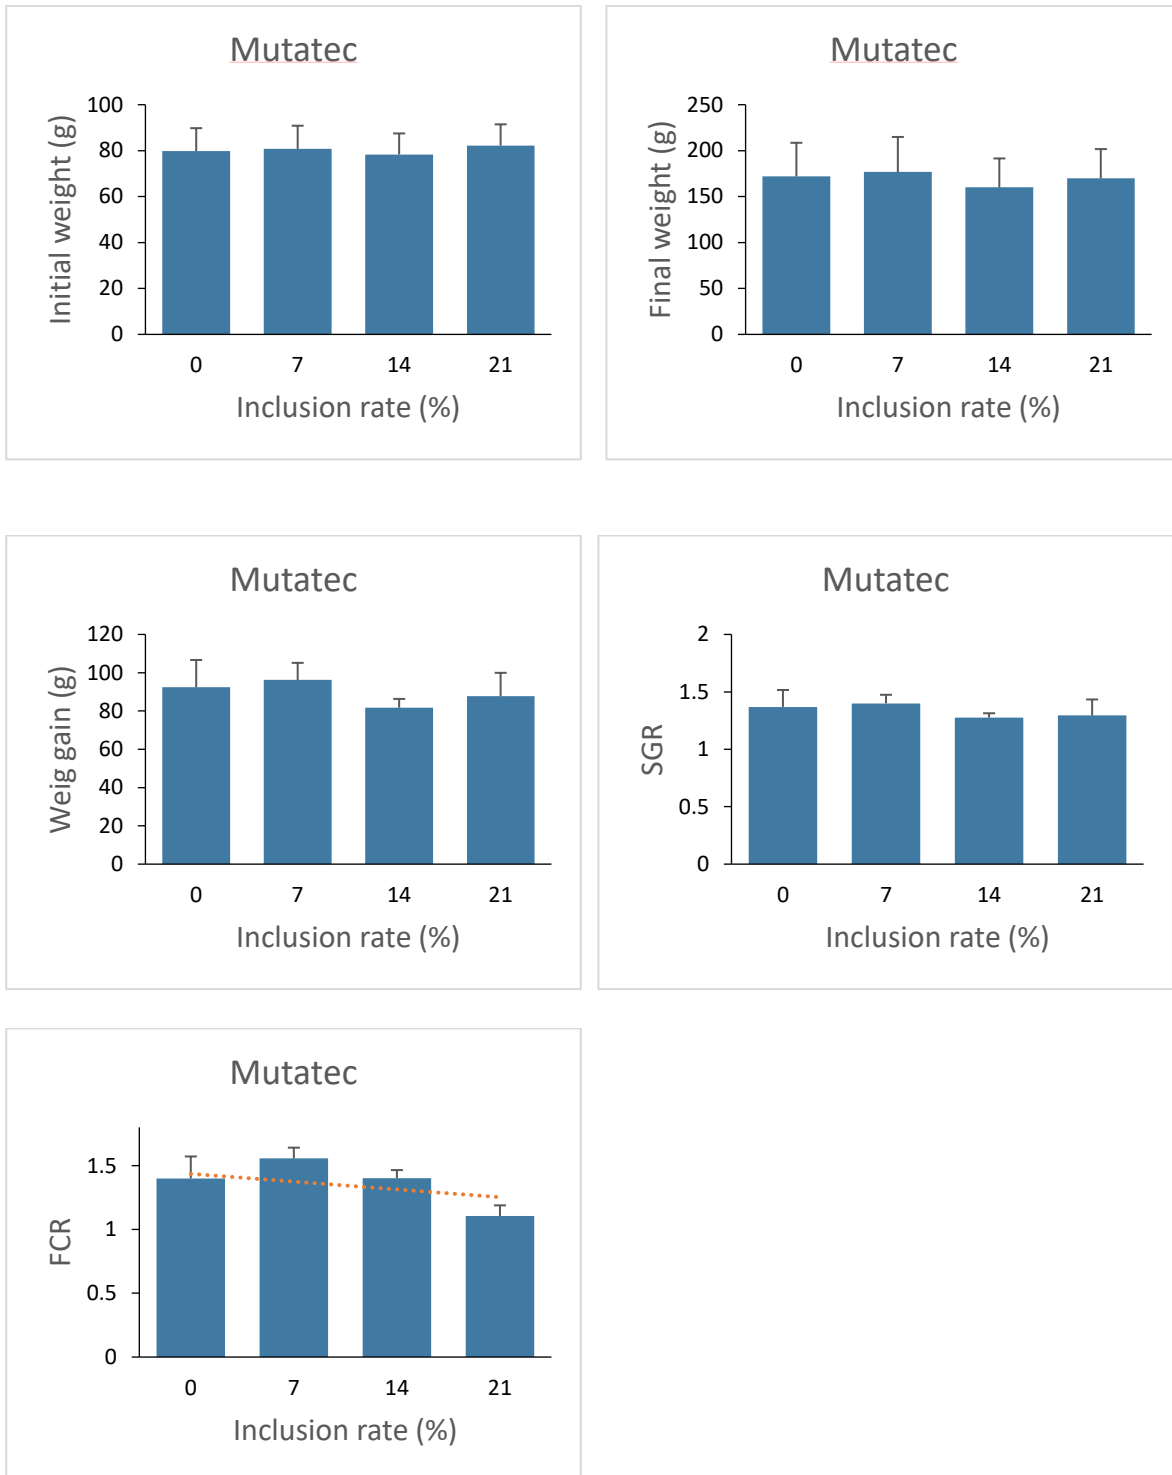 Mutatec
Initial weight (g)
100
80
60
40
20
0
0 7 14 21
Inclusion rate (%)
Mutatec
Final weight (g)
250
200
150
100
50
0
0 7 14 21
Inclusion rate (%)
Mutatec
Weig gain (g)
120
100
80
60
40
20
0
0 7 14 21
Inclusion rate (%)
Mutatec
SGR
2
1.5
1
0.5
0
0 7 14 21
Inclusion rate (%)
Mutatec
FCR
1.5
1
0.5
0
0 7 14 21
Inclusion rate (%)